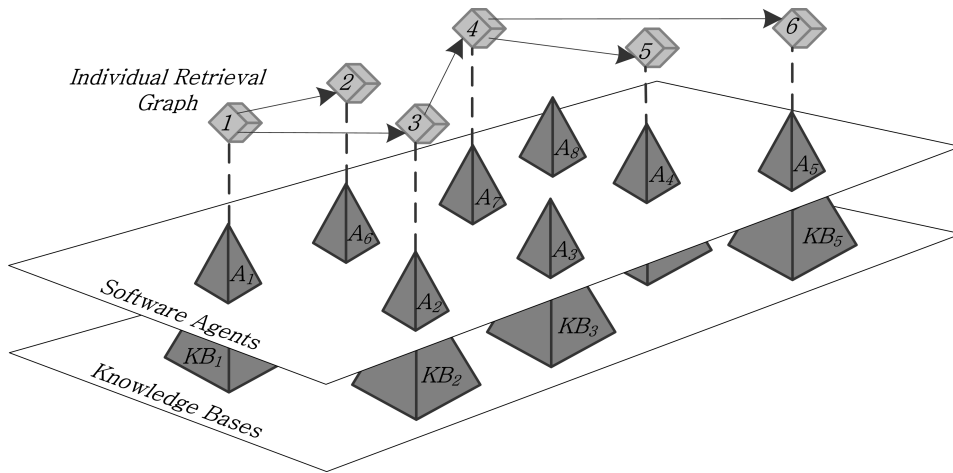 4
6
5
Individual Retrieval
Graph
2
1
3
A8
A4
A5
A7
A6
A3
A1
A2
KB5
Software Agents
KB3
KB1
KB2
Knowledge Bases